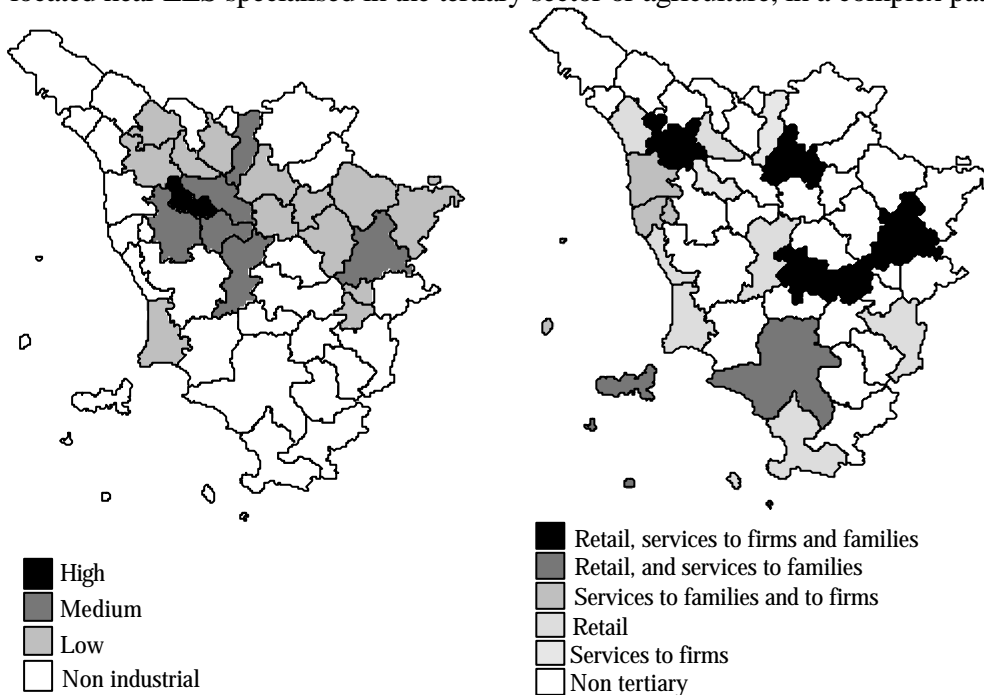 located near LLS specialised in the tertiary sector or agriculture, in a complex pa
High
Medium
Low
Non industrial
Retail, services to firms and families
Retail, and services to families
Services to families and to firms
Retail
Services to firms
Non tertiary